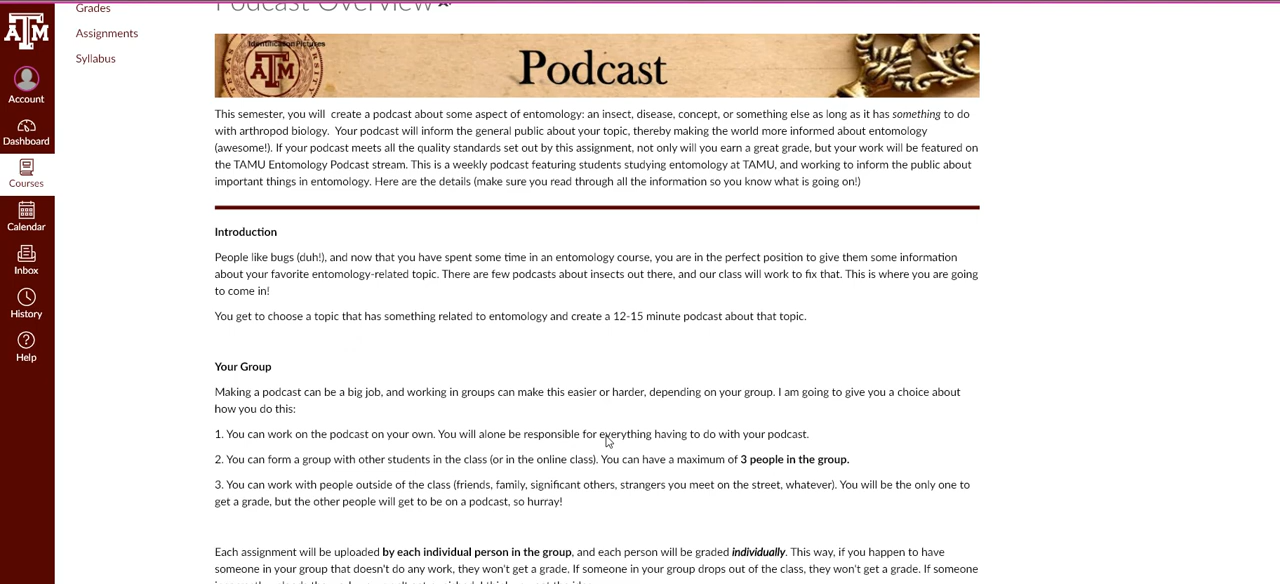 Grades
Assignments
Syllabus
ATM
Account
Dashboard
Courses
Calendar
Inbox
History
Help
Podcast Overview
Identification Pictures
ATM
Podcast
This semester, you will create a podcast about some aspect of entomology: an insect, disease, concept, or something else as long as it has something to do
with arthropod biology. Your podcast will inform the general public about your topic, thereby making the world more informed about entomology
(awesome!). If your podcast meets all the quality standards set out by this assignment, not only will you earn a great grade, but your work will be featured on
the TAMU Entomology Podcast stream. This is a weekly podcast featuring students studying entomology at TAMU, and working to inform the public about
important things in entomology. Here are the details (make sure you read through all the information so you know what is going on!)
Introduction
People like bugs (duh!), and now that you have spent some time in an entomology course, you are in the perfect position to give them some information
about your favorite entomology-related topic. There are few podcasts about insects out there, and our class will work to fix that. This is where you are going
to come in!
You get to choose a topic that has something related to entomology and create a 12-15 minute podcast about that topic.
Your Group
Making a podcast can be a big job, and working in groups can make this easier or harder, depending on your group. I am going to give you a choice about
how you do this:
1. You can work on the podcast on your own. You will alone be responsible for everything having to do with your podcast.
2. You can form a group with other students in the class (or in the online class). You can have a maximum of 3 people in the group.
3. You can work with people outside of the class (friends, family, significant others, strangers you meet on the street, whatever). You will be the only one to
get a grade, but the other people will get to be on a podcast, so hurray!
Each assignment will be uploaded by each individual person in the group, and each person will be graded individually. This way, if you happen to have
someone in your group that doesn't do any work, they won't get a grade. If someone in your group drops out of the class, they won't get a grade. If someone